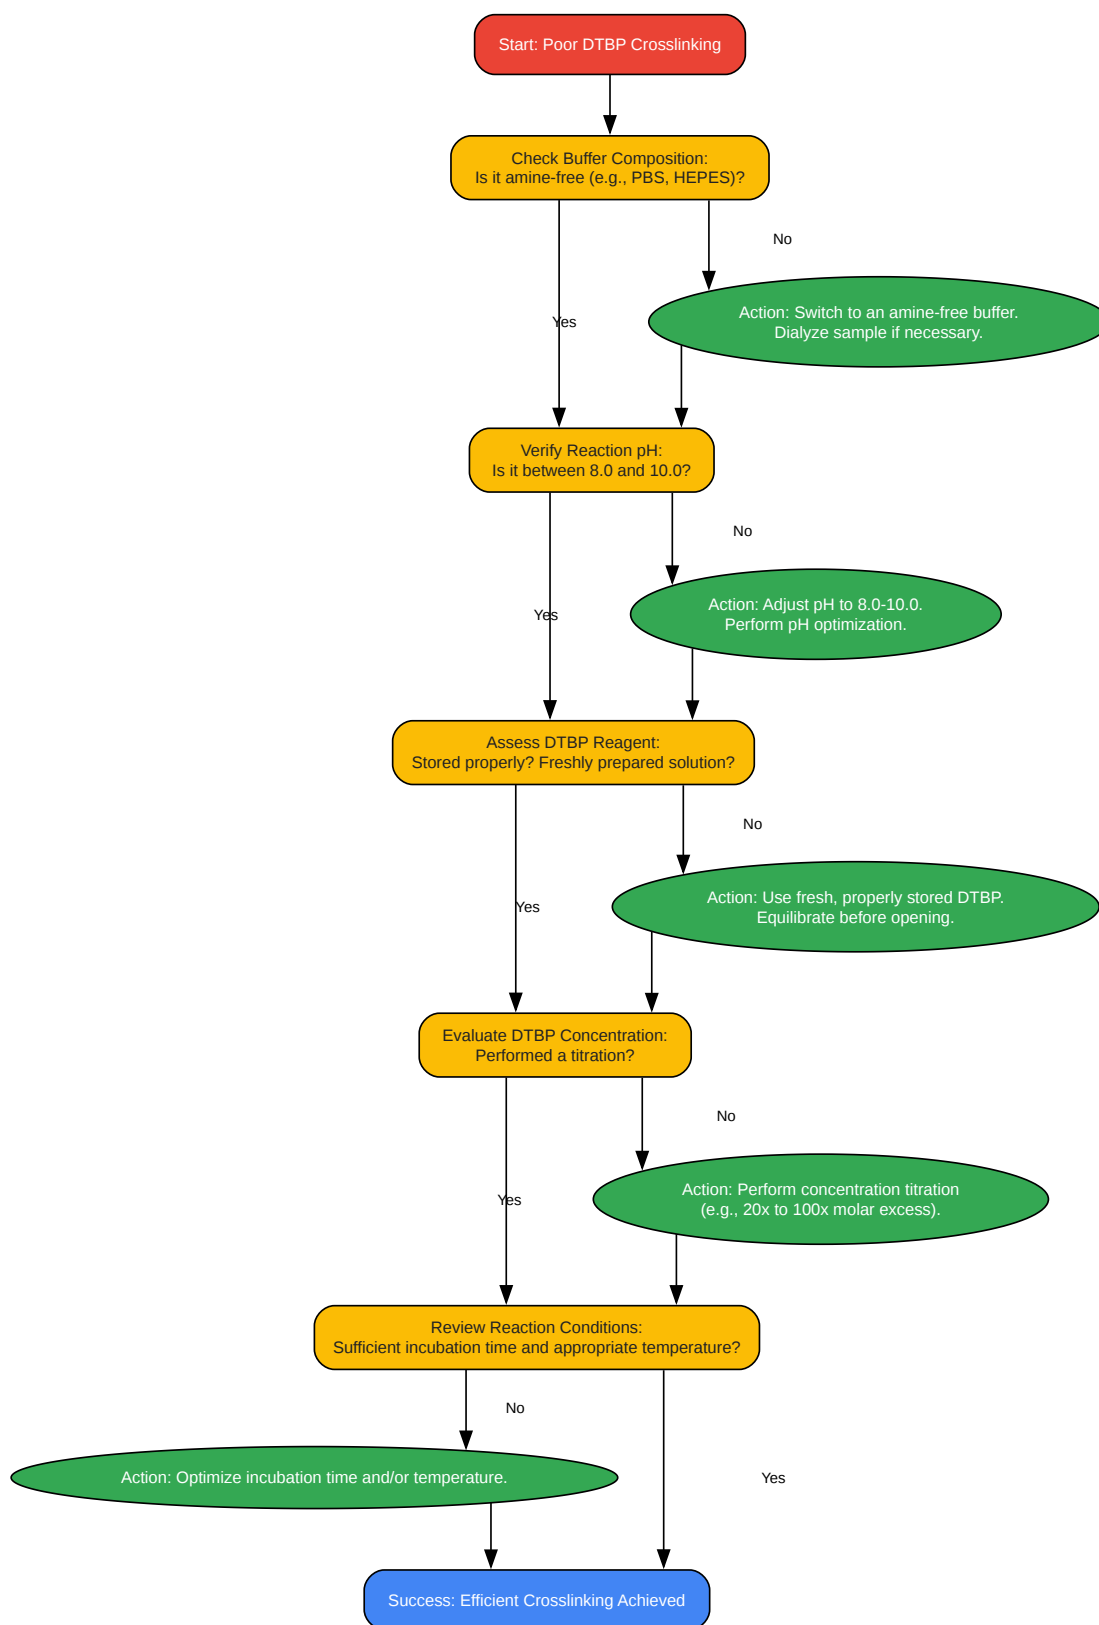 Start: Poor DTBP Crosslinking
Check Buffer Composition:
Is it amine-free (e.g., PBS, HEPES)?
No
Action: Switch to an amine-free buffer.
Dialyze sample if necessary.
Yes
Verify Reaction pH:
Is it between 8.0 and 10.0?
No
Action: Adjust pH to 8.0-10.0.
Perform pH optimization.
Yes
Assess DTBP Reagent:
Stored properly? Freshly prepared solution?
No
Action: Use fresh, properly stored DTBP.
Equilibrate before opening.
Yes
Evaluate DTBP Concentration:
Performed a titration?
No
Action: Perform concentration titration
(e.g., 20x to 100x molar excess).
Yes
Review Reaction Conditions:
Sufficient incubation time and appropriate temperature?
No
Action: Optimize incubation time and/or temperature.
Yes
Success: Efficient Crosslinking Achieved